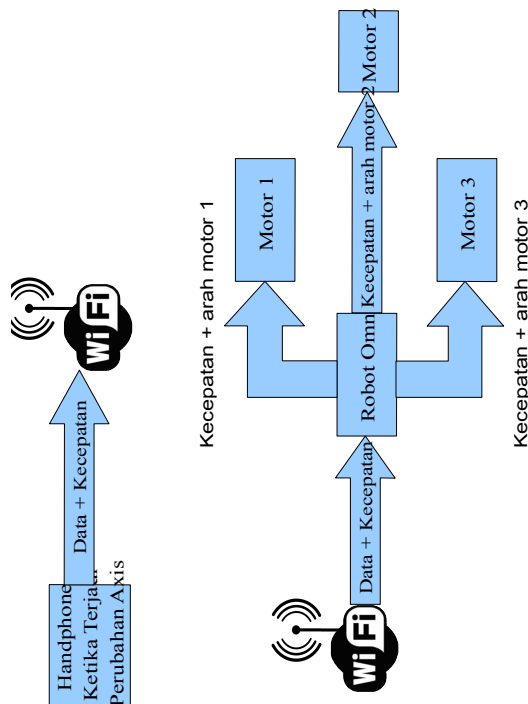 Handphone
Ketika Terjadi
Perubahan Axis
Data + Kecepatan
Wi Fi
Wi Fi
Data + Kecepatan
Robot Omn
Kecepatan + arah motor 1
Motor 1
Kecepatan + arah motor 2
Motor 2
Motor 3
Kecepatan + arah motor 3